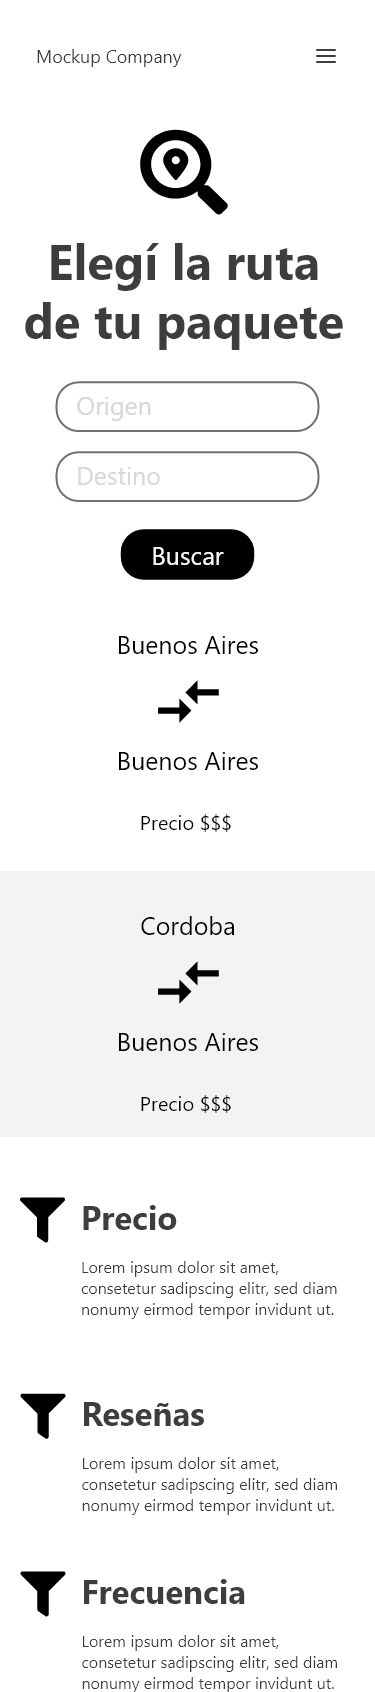 Mockup Company
Elegí la ruta
de tu paquete
Origen
Destino
Buscar
Buenos Aires
Buenos Aires
Precio $$$
Cordoba
Buenos Aires
Precio $$$
Precio
Lorem ipsum dolor sit amet,
consetetur sadipscing elitr, sed diam
nonumy eirmod tempor invidunt ut.
Reseñas
Lorem ipsum dolor sit amet,
consetetur sadipscing elitr, sed diam
nonumy eirmod tempor invidunt ut.
Frecuencia
Lorem ipsum dolor sit amet,
consetetur sadipscing elitr, sed diam
nonumy eirmod tempor invidunt ut.